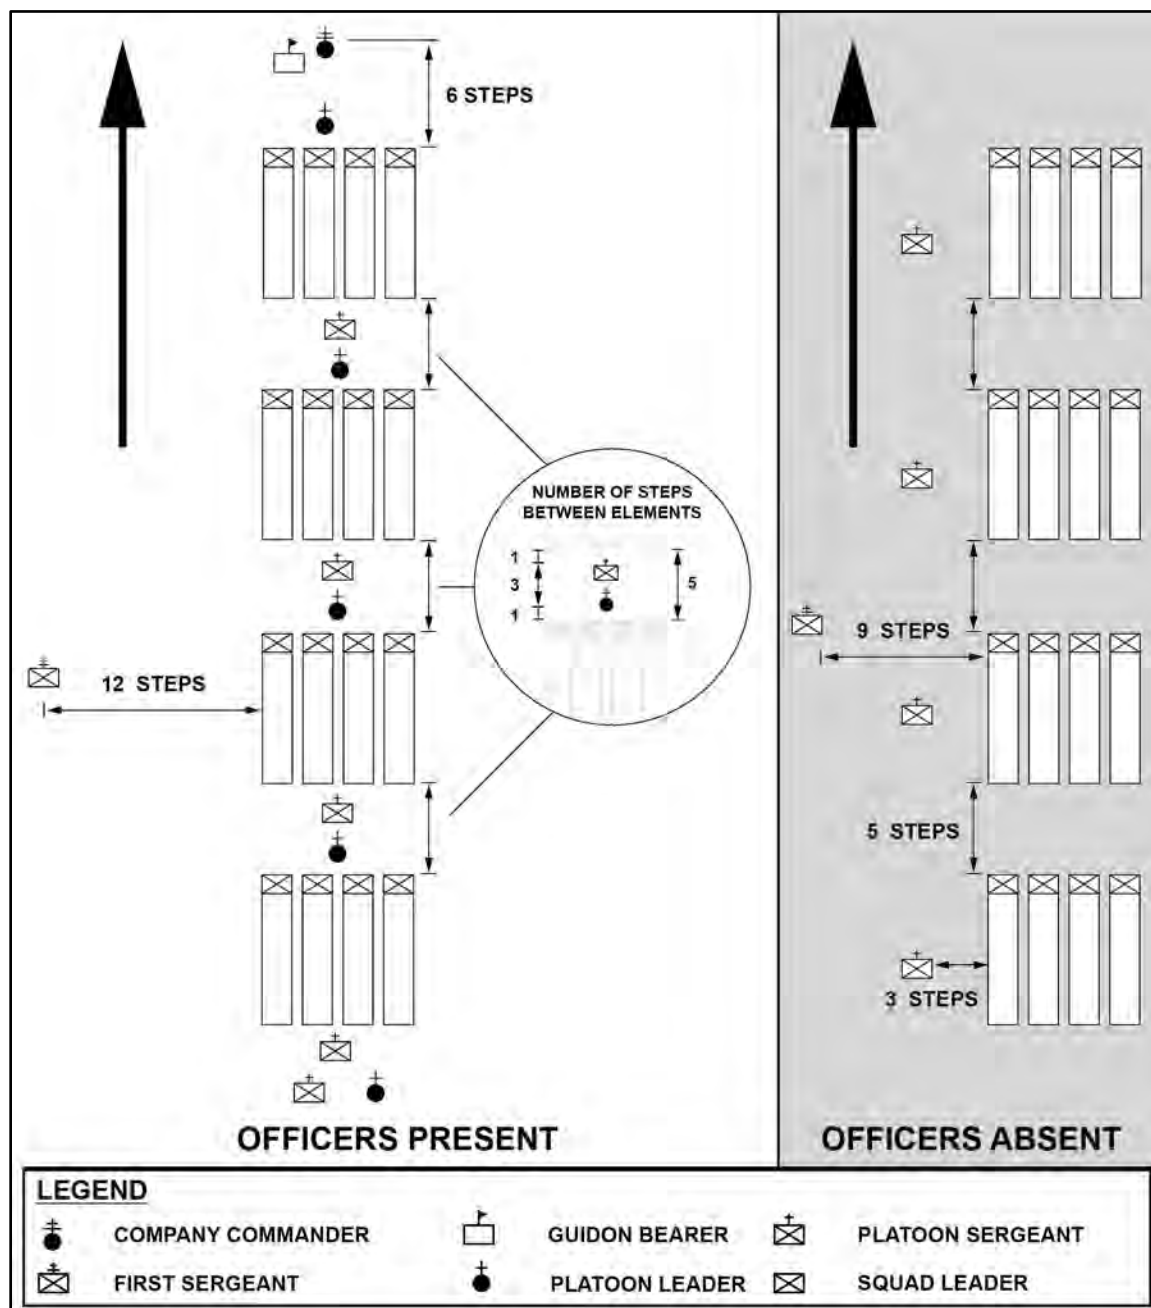 6 STEPS
NUMBER OF STEPS
BETWEEN ELEMENTS
1
3
5
1
12 STEPS
9 STEPS
5 STEPS
3 STEPS
OFFICERS PRESENT
OFFICERS ABSENT
LEGEND
COMPANY COMMANDER
GUIDON BEARER
PLATOON SERGEANT
FIRST SERGEANT
PLATOON LEADER
SQUAD LEADER